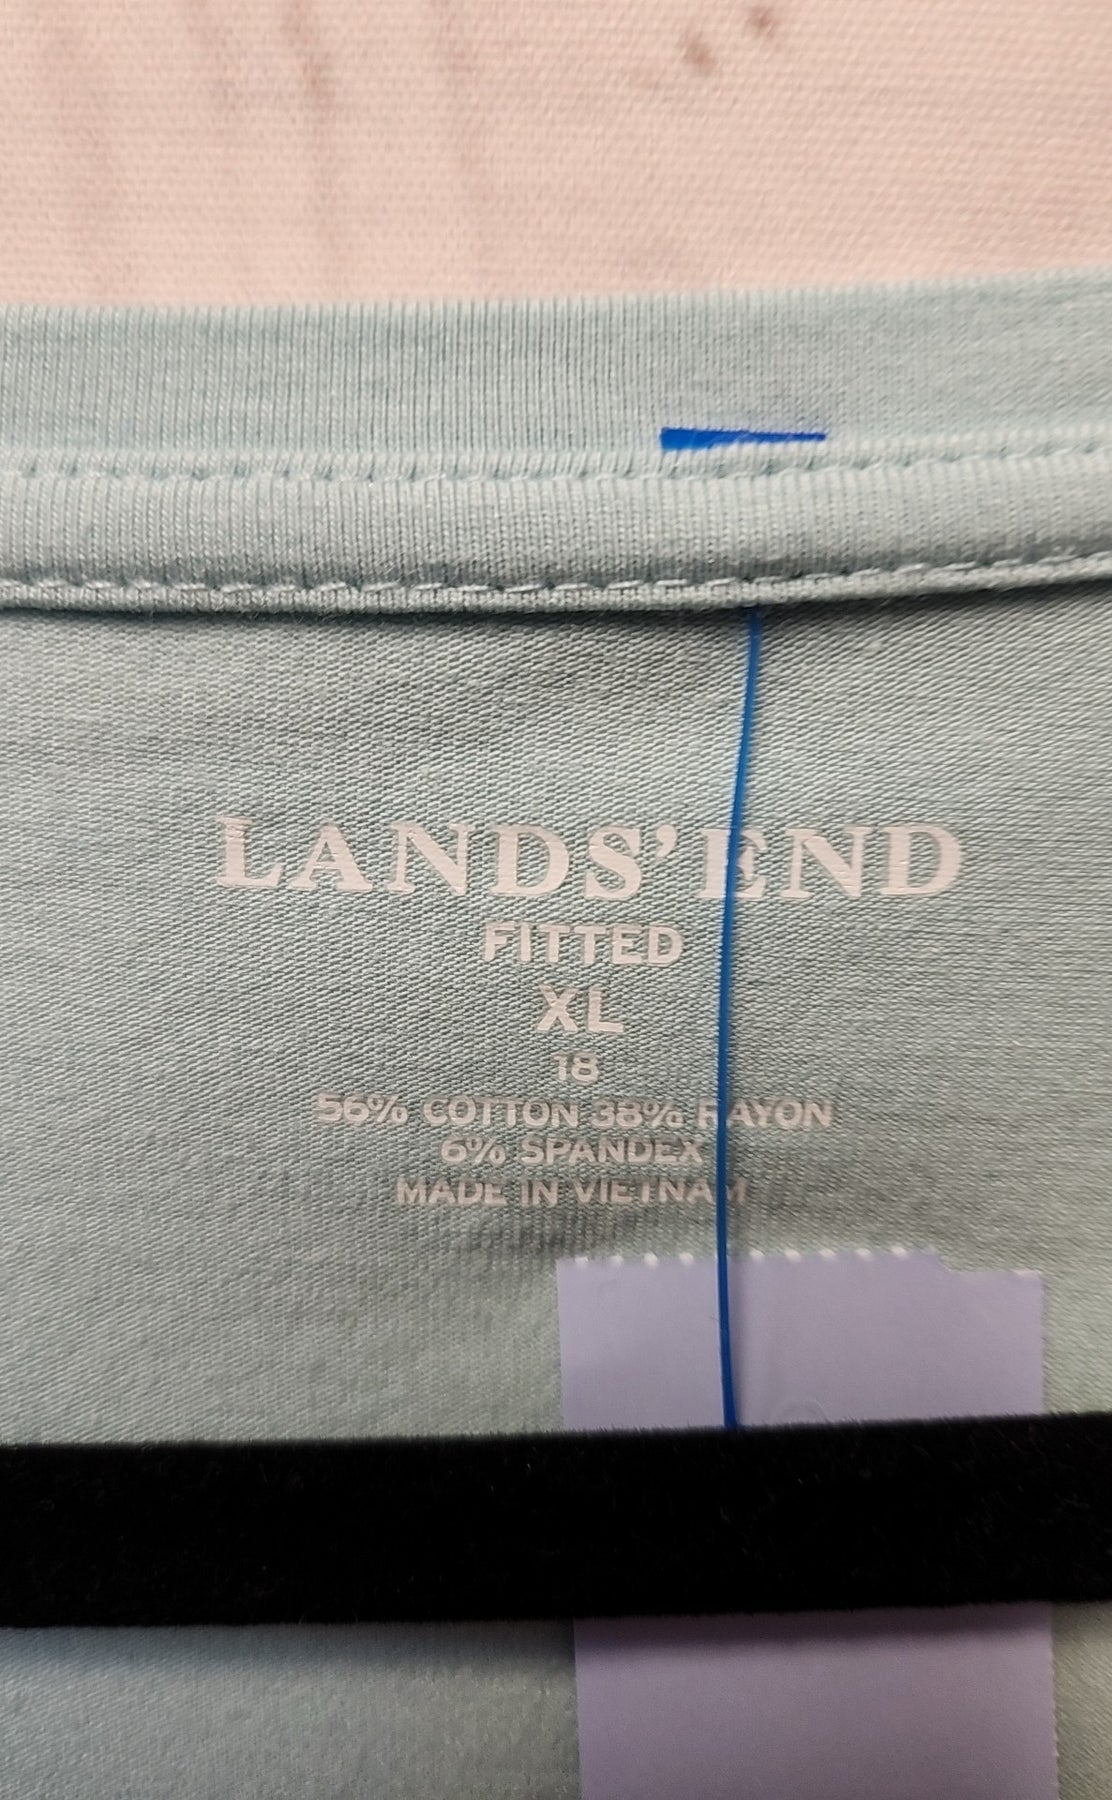 LANDS' END
FITTED
XL
18
56% COTTON 38% RAYON
6% SPANDEX
MADE IN VIETNAM